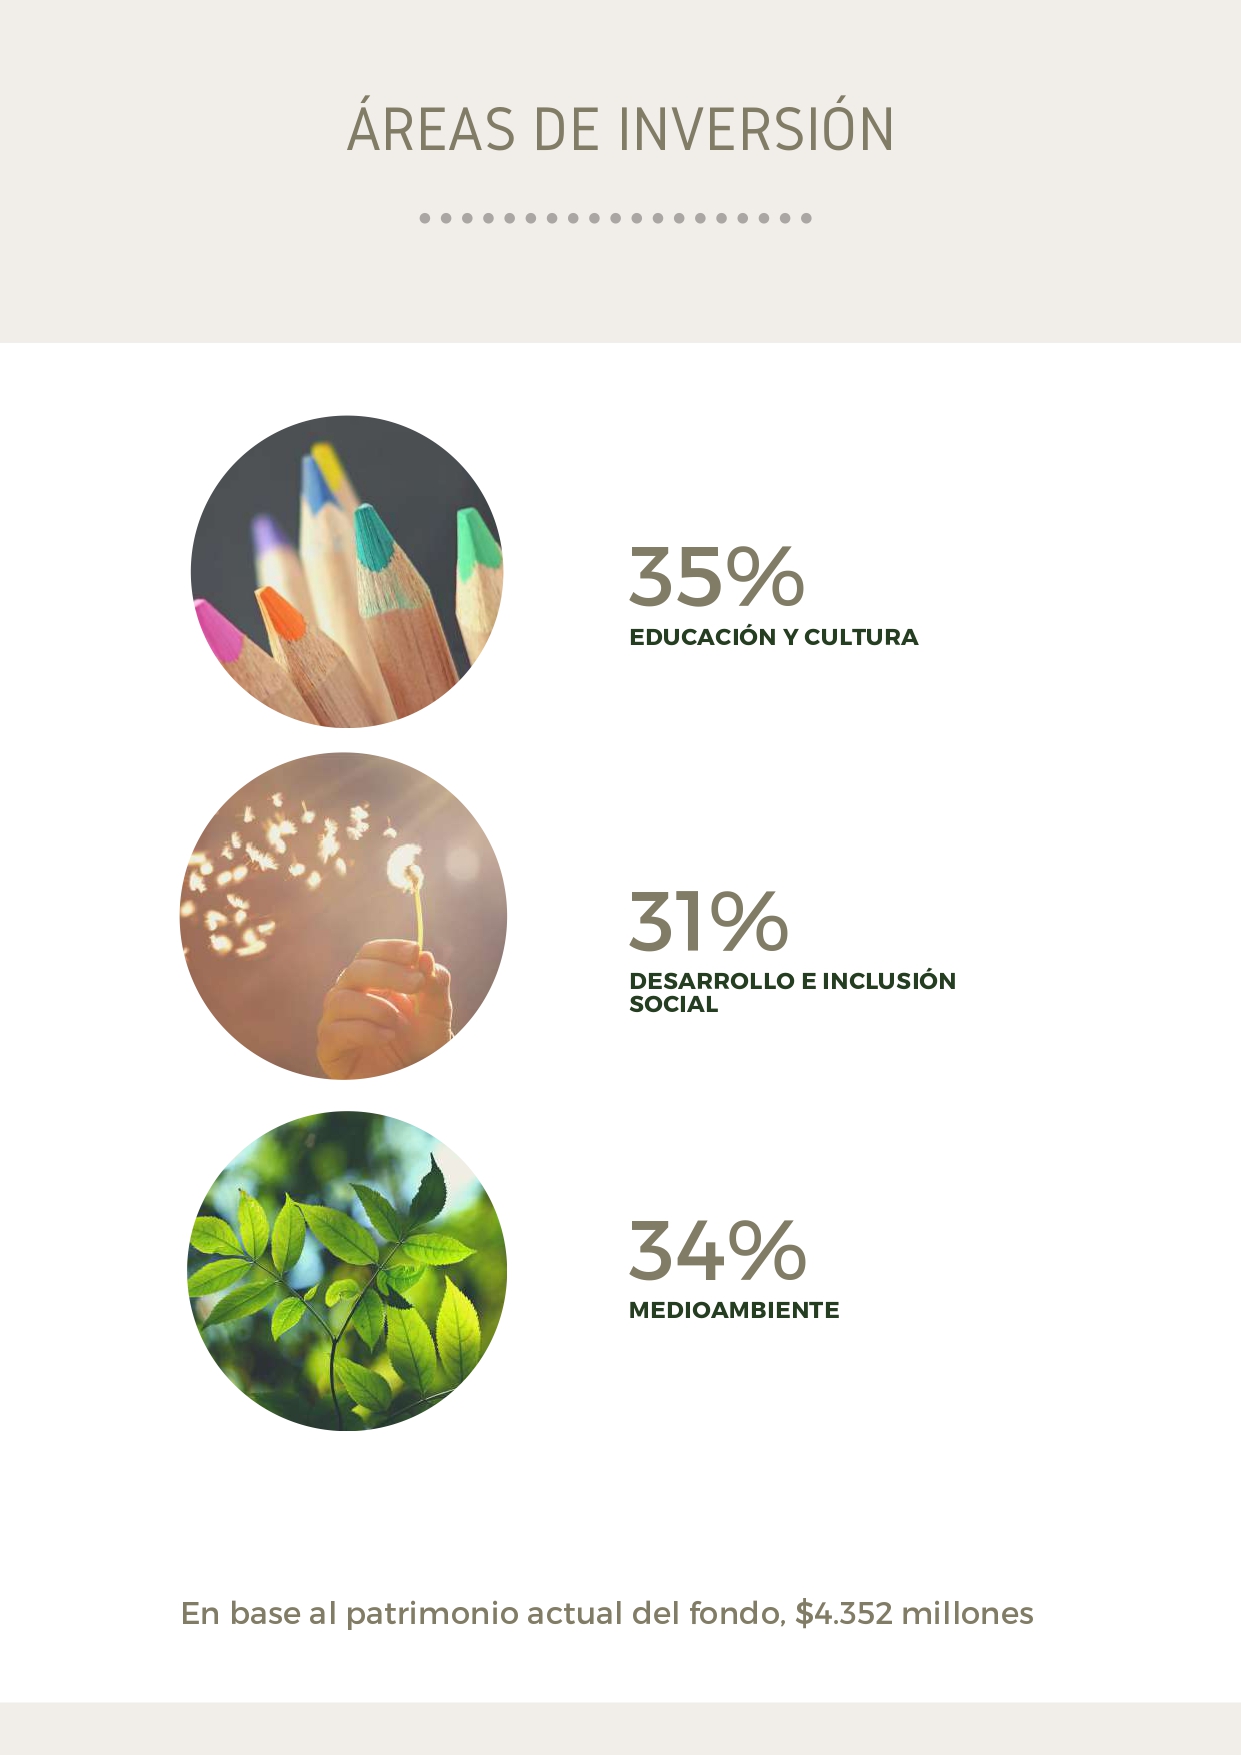 ÁREAS DE INVERSIÓN
35%
EDUCACIÓN Y CULTURA
31%
DESARROLLO E INCLUSIÓN
SOCIAL
34%
MEDIOAMBIENTE
En base al patrimonio actual del fondo, $4.352 millones